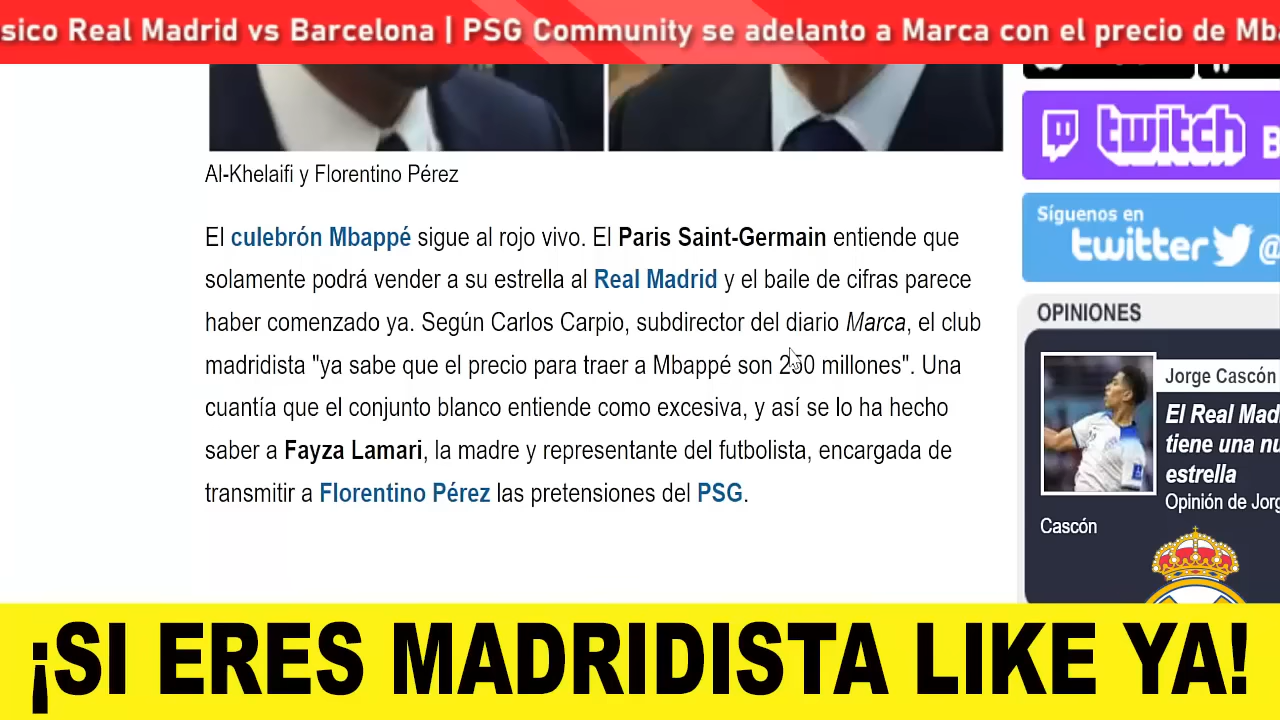 sico Real Madrid vs Barcelona | PSG Community se adelanto a Marca con el precio de Mba
twitch
Síguenos en
twitter
@
Al-Khelaifi y Florentino Pérez
El culebrón Mbappé sigue al rojo vivo. El Paris Saint-Germain entiende que
solamente podrá vender a su estrella al Real Madrid y el baile de cifras parece
haber comenzado ya. Según Carlos Carpio, subdirector del diario Marca, el club
madridista "ya sabe que el precio para traer a Mbappé son 250 millones". Una
cuantía que el conjunto blanco entiende como excesiva, y así se lo ha hecho
saber a Fayza Lamari, la madre y representante del futbolista, encargada de
transmitir a Florentino Pérez las pretensiones del PSG.
OPINIONES
Jorge Cascón
El Real Mad
tiene una nu
estrella
Opinión de Jorg
Cascón
¡SI ERES MADRIDISTA LIKE YA!